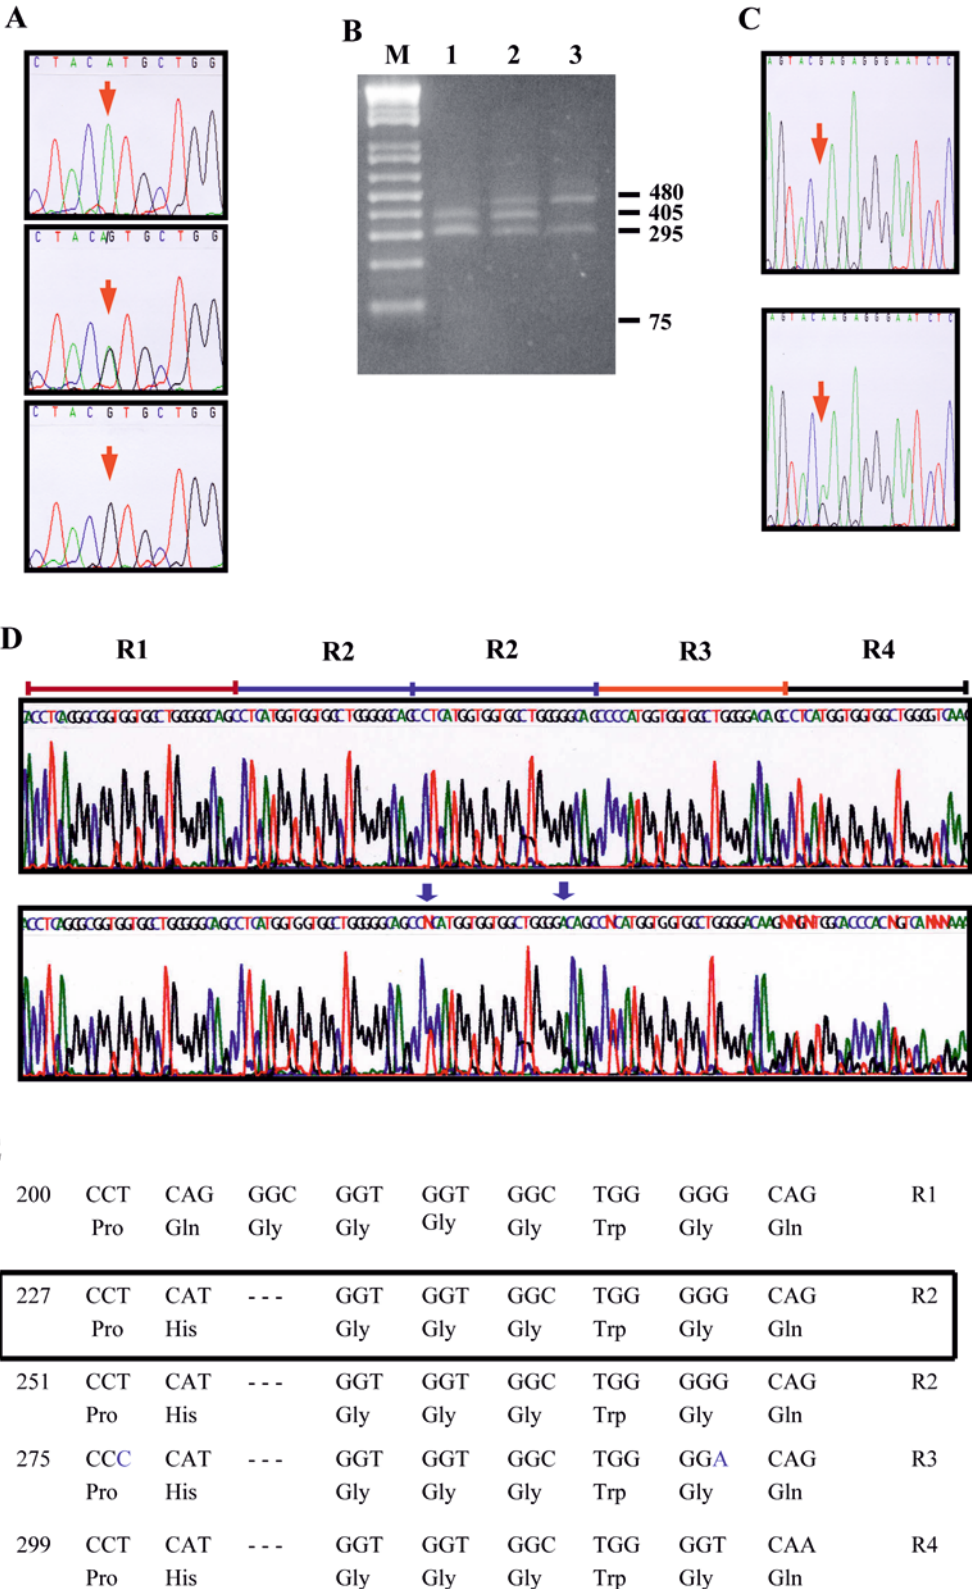 A
C T A C A T G C T G G
C T A C A/G T G C T G G
C T A C G T G C T G G
B
M 1 2 3
480
405
295
75
C
A G T A C G A G A G G G A A T C T C
A G T A C A A G A G G G A A T C T C
D
R1 R2 R2 R3 R4
200 CCT CAG GGC GGT GGT GGC TGG GGG CAG R1
Pro Gln Gly Gly Gly Gly Trp Gly Gln
227 CCT CAT - - - GGT GGT GGC TGG GGG CAG R2
Pro His Gly Gly Gly Trp Gly Gln
251 CCT CAT - - - GGT GGT GGC TGG GGG CAG R2
Pro His Gly Gly Gly Trp Gly Gln
275 CCC CAT - - - GGT GGT GGC TGG GGA CAG R3
Pro His Gly Gly Gly Trp Gly Gln
299 CCT CAT - - - GGT GGT GGC TGG GGT CAA R4
Pro His Gly Gly Gly Trp Gly Gln